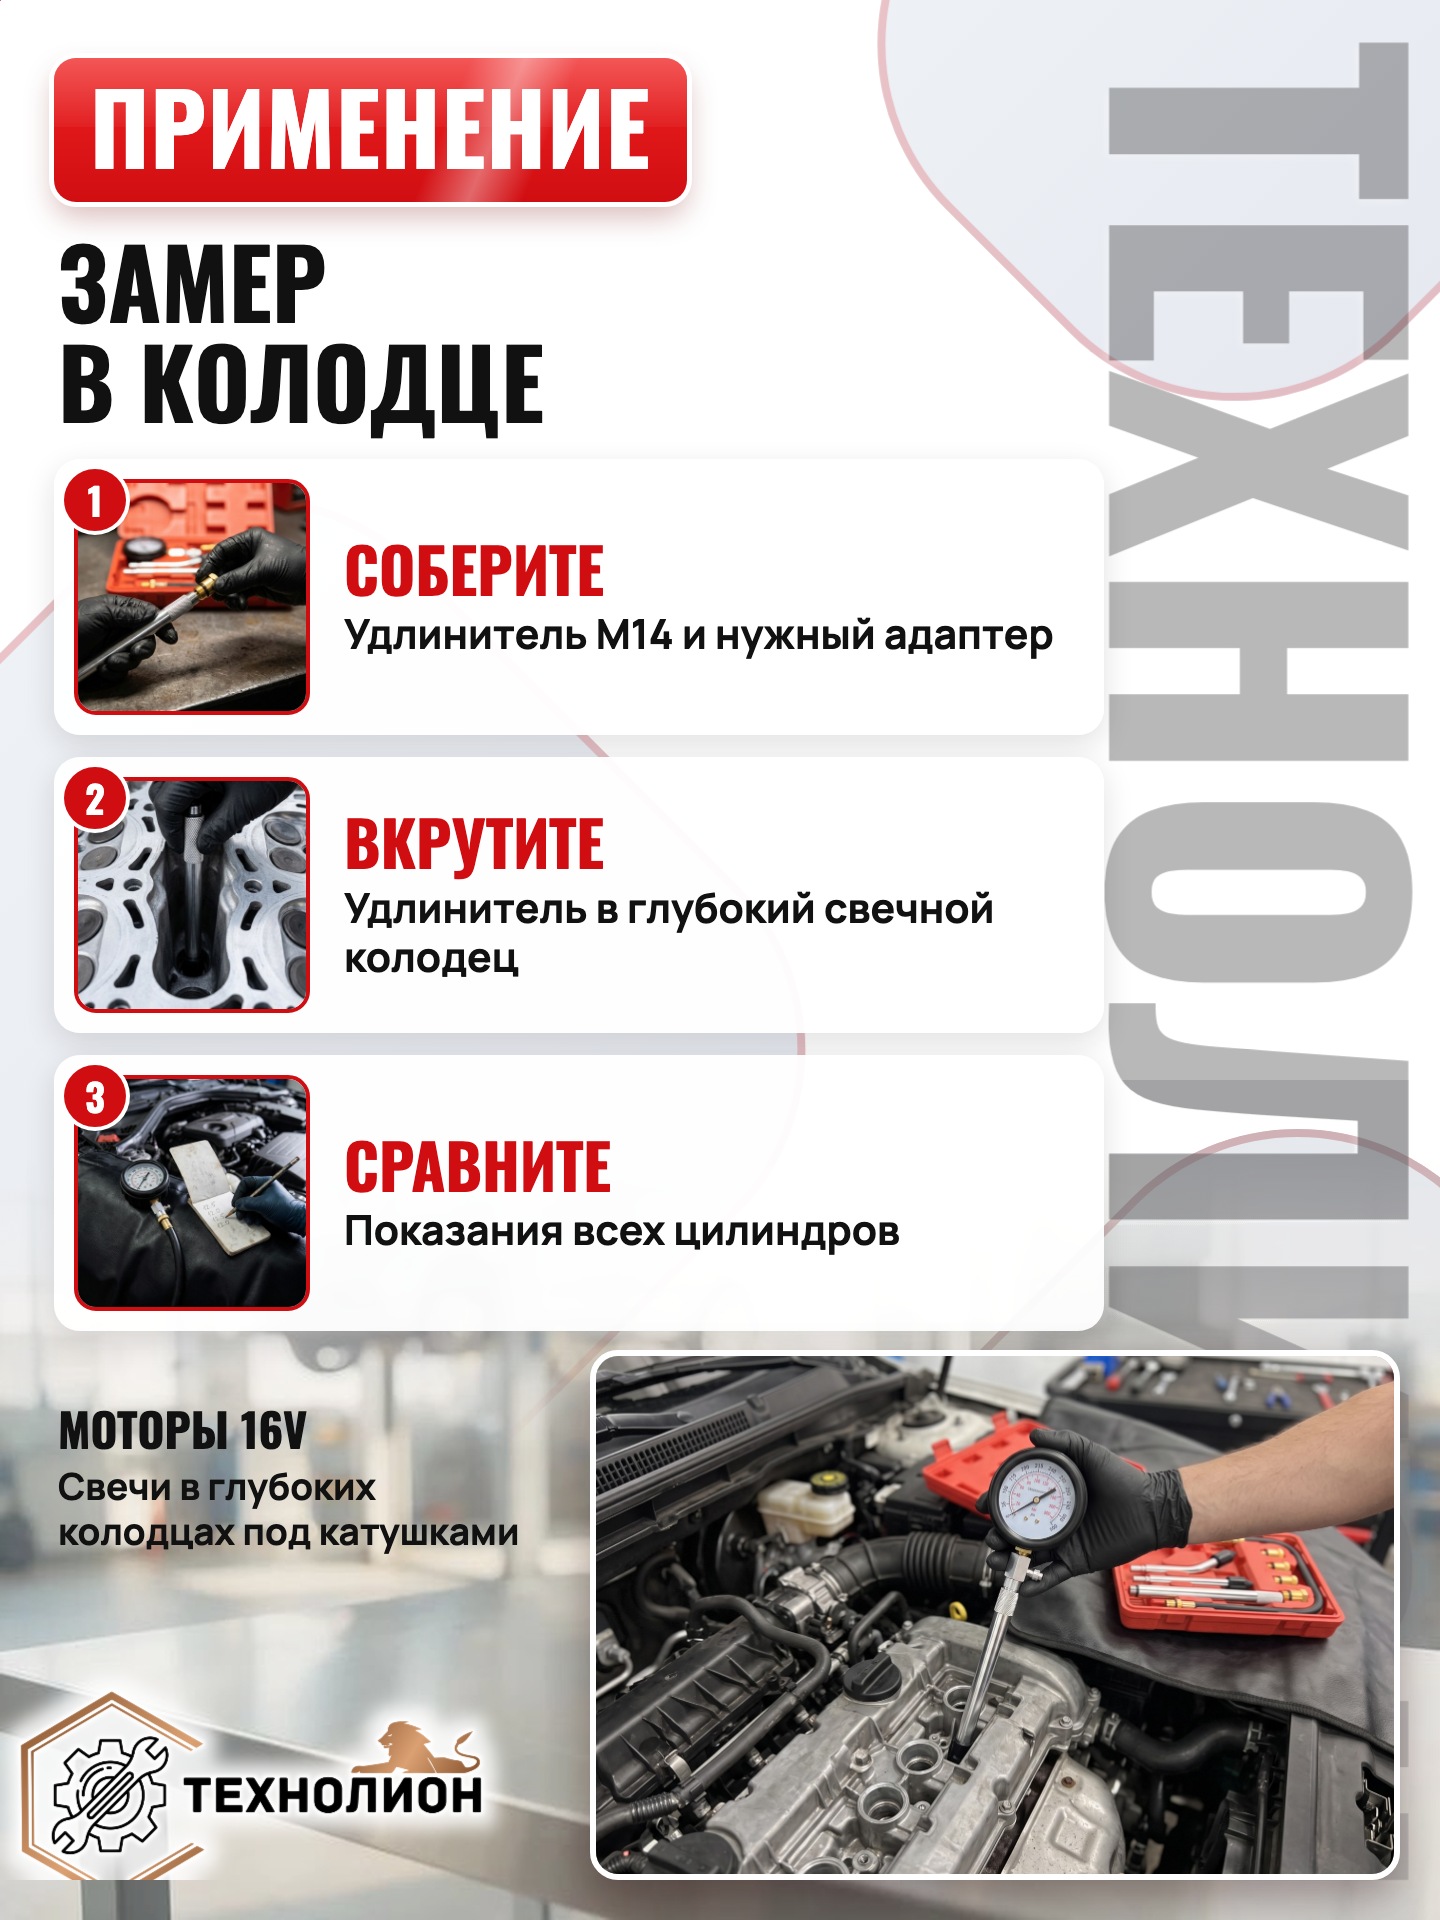 ПРИМЕНЕНИЕ
ЗАМЕР
В КОЛОДЦЕ
1
СОБЕРИТЕ
Удлинитель М14 и нужный адаптер
2
ВКРУТИТЕ
Удлинитель в глубокий свечной
колодец
3
СРАВНИТЕ
Показания всех цилиндров
МОТОРЫ 16V
Свечи в глубоких
колодцах под катушками
ТЕХНОЛИОН
ТЕХНОЛИ